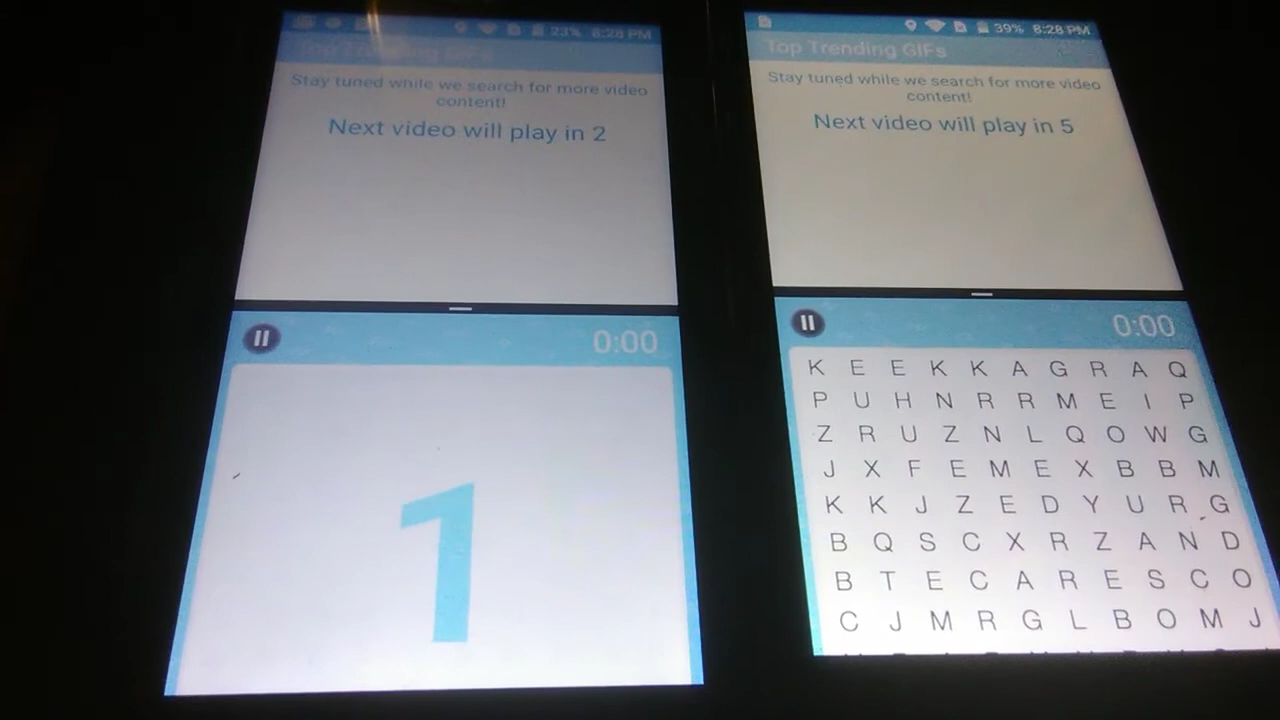 23% 8:28 PM
Stay tuned while we search for more video
content!
Next video will play in 2
0:00
1
39% 8:28 PM
Top Trending GIFs
Stay tuned while we search for more video
content!
Next video will play in 5
0:00
K E E K K A G R A Q
P U H N R R M E I P
Z R U Z N L Q O W G
J X F E M E X B B M
K K J Z E D Y U R G
B Q S C X R Z A N D
B T E C A R E S C O
C J M R G L B O M J